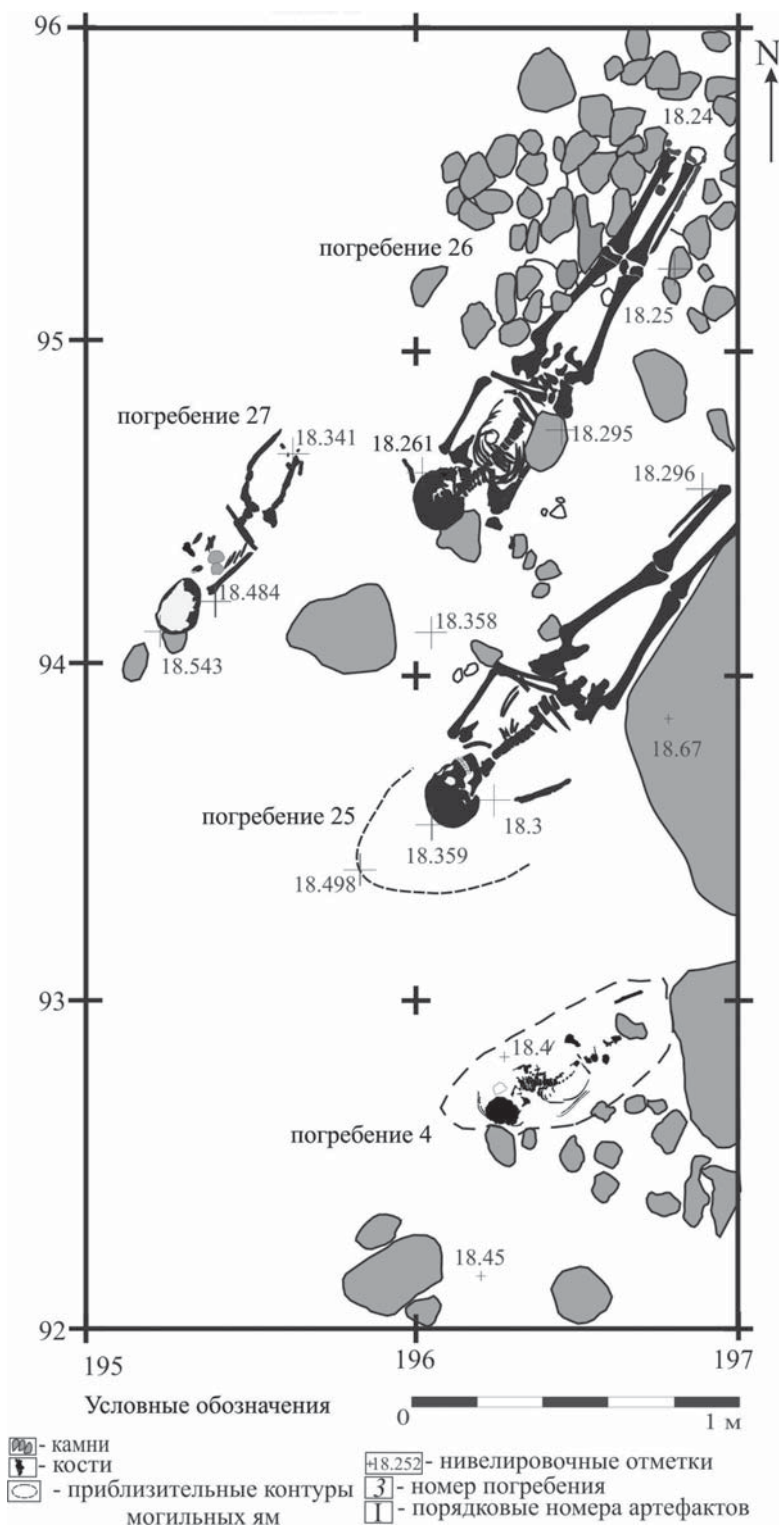 96
N
18.24
погребение 26
18.25
95
погребение 27
18.341
18.261
18.295
18.296
18.484
18.358
18.543
94
18.67
погребение 25
18.3
18.359
18.498
93
18.4
погребение 4
18.45
92
195
196
197
Условные обозначения
0
1 м
- камни
- кости
- приблизительные контуры
могильных ям
+18.252 - нивелировочные отметки
3 - номер погребения
1 - порядковые номера артефактов